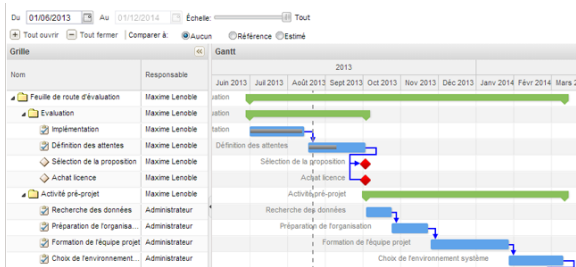 Du 01/06/2013 Au 01/12/2014 Échelle: Tout
Tout ouvrir Tout fermer Comparer à: Aucun Référence Estimé
Grille Gantt
2013
Nom Responsable
Juin 2013 Juil 2013 Août 2013 Sept 2013 Oct 2013 Nov 2013 Déc 2013 Janv 2014 Févr 2014 Mars 2
Feuille de route d'évaluation Maxime Lenoble uation
Evaluation Maxime Lenoble uation
Implémentation Maxime Lenoble tation
Définition des attentes Maxime Lenoble Définition des attentes
Sélection de la proposition Maxime Lenoble Sélection de la proposition
Achat licence Maxime Lenoble Achat licence
Activité pré-projet Maxime Lenoble Activité pré-projet
Recherche des données Administrateur Recherche des données
Préparation de l'organisa... Administrateur Préparation de l'organisation
Formation de l'équipe projet Administrateur Formation de l'équipe projet
Choix de l'environnement... Administrateur Choix de l'environnement système